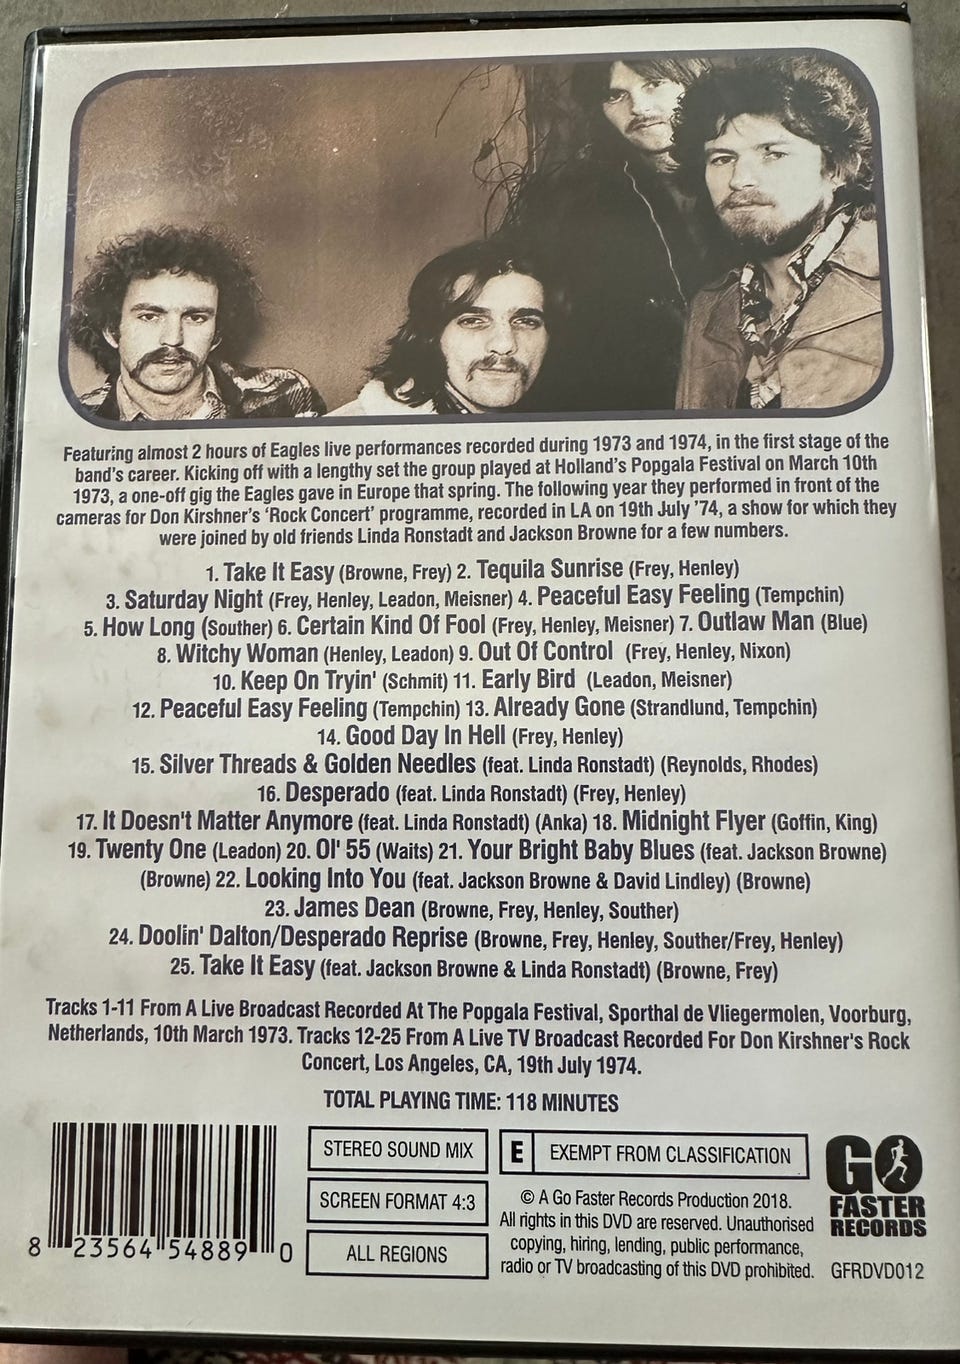 Featuring almost 2 hours of Eagles live performances recorded during 1973 and 1974, in the first stage of the
band's career. Kicking off with a lengthy set the group played at Holland's Popgala Festival on March 10th
1973, a one-off gig the Eagles gave in Europe that spring. The following year they performed in front of the
cameras for Don Kirshner's 'Rock Concert' programme, recorded in LA on 19th July '74, a show for which they
were joined by old friends Linda Ronstadt and Jackson Browne for a few numbers.
1. Take It Easy (Browne, Frey) 2. Tequila Sunrise (Frey, Henley)
3. Saturday Night (Frey, Henley, Leadon, Meisner) 4. Peaceful Easy Feeling (Tempchin)
5. How Long (Souther) 6. Certain Kind Of Fool (Frey, Henley, Meisner) 7. Outlaw Man (Blue)
8. Witchy Woman (Henley, Leadon) 9. Out Of Control (Frey, Henley, Nixon)
10. Keep On Tryin' (Schmit) 11. Early Bird (Leadon, Meisner)
12. Peaceful Easy Feeling (Tempchin) 13. Already Gone (Strandlund, Tempchin)
14. Good Day In Hell (Frey, Henley)
15. Silver Threads & Golden Needles (feat. Linda Ronstadt) (Reynolds, Rhodes)
16. Desperado (feat. Linda Ronstadt) (Frey, Henley)
17. It Doesn't Matter Anymore (feat. Linda Ronstadt) (Anka) 18. Midnight Flyer (Goffin, King)
19. Twenty One (Leadon) 20. Ol' 55 (Waits) 21. Your Bright Baby Blues (feat. Jackson Browne)
(Browne) 22. Looking Into You (feat. Jackson Browne & David Lindley) (Browne)
23. James Dean (Browne, Frey, Henley, Souther)
24. Doolin' Dalton/Desperado Reprise (Browne, Frey, Henley, Souther/Frey, Henley)
25. Take It Easy (feat. Jackson Browne & Linda Ronstadt) (Browne, Frey)
Tracks 1-11 From A Live Broadcast Recorded At The Popgala Festival, Sporthal de Vliegermolen, Voorburg,
Netherlands, 10th March 1973. Tracks 12-25 From A Live TV Broadcast Recorded For Don Kirshner's Rock
Concert, Los Angeles, CA, 19th July 1974.
TOTAL PLAYING TIME: 118 MINUTES
8 23564 54889 0
STEREO SOUND MIX
SCREEN FORMAT 4:3
ALL REGIONS
E EXEMPT FROM CLASSIFICATION
© A Go Faster Records Production 2018.
All rights in this DVD are reserved. Unauthorised
copying, hiring, lending, public performance,
radio or TV broadcasting of this DVD prohibited.
GO
FASTER
RECORDS
GFRDVD012